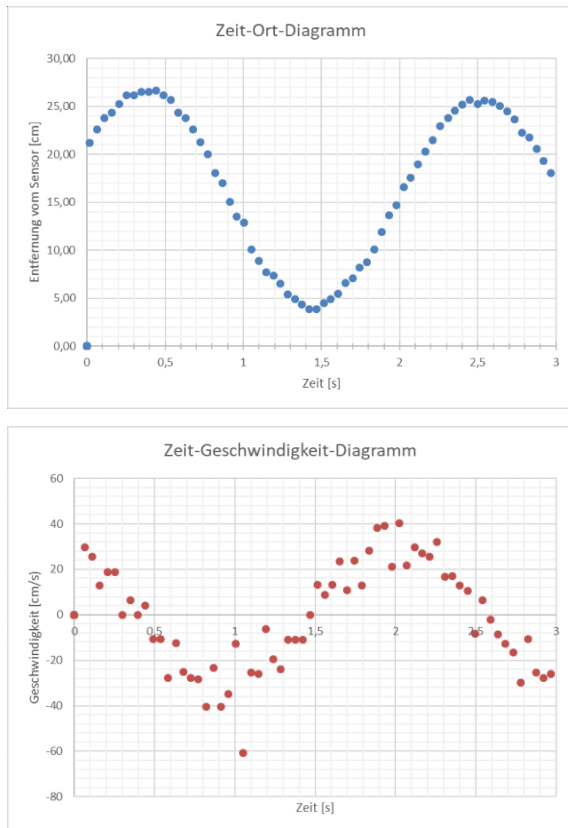 Zeit-Ort-Diagramm
30,00
25,00
20,00
15,00
10,00
5,00
0,00
Entfernung vom Sensor [cm]
0 0,5 1 1,5 2 2,5 3
Zeit [s]
Zeit-Geschwindigkeit-Diagramm
60
40
20
0
-20
-40
-60
-80
Geschwindigkeit [cm/s]
0 0,5 1 1,5 2 2,5 3
Zeit [s]